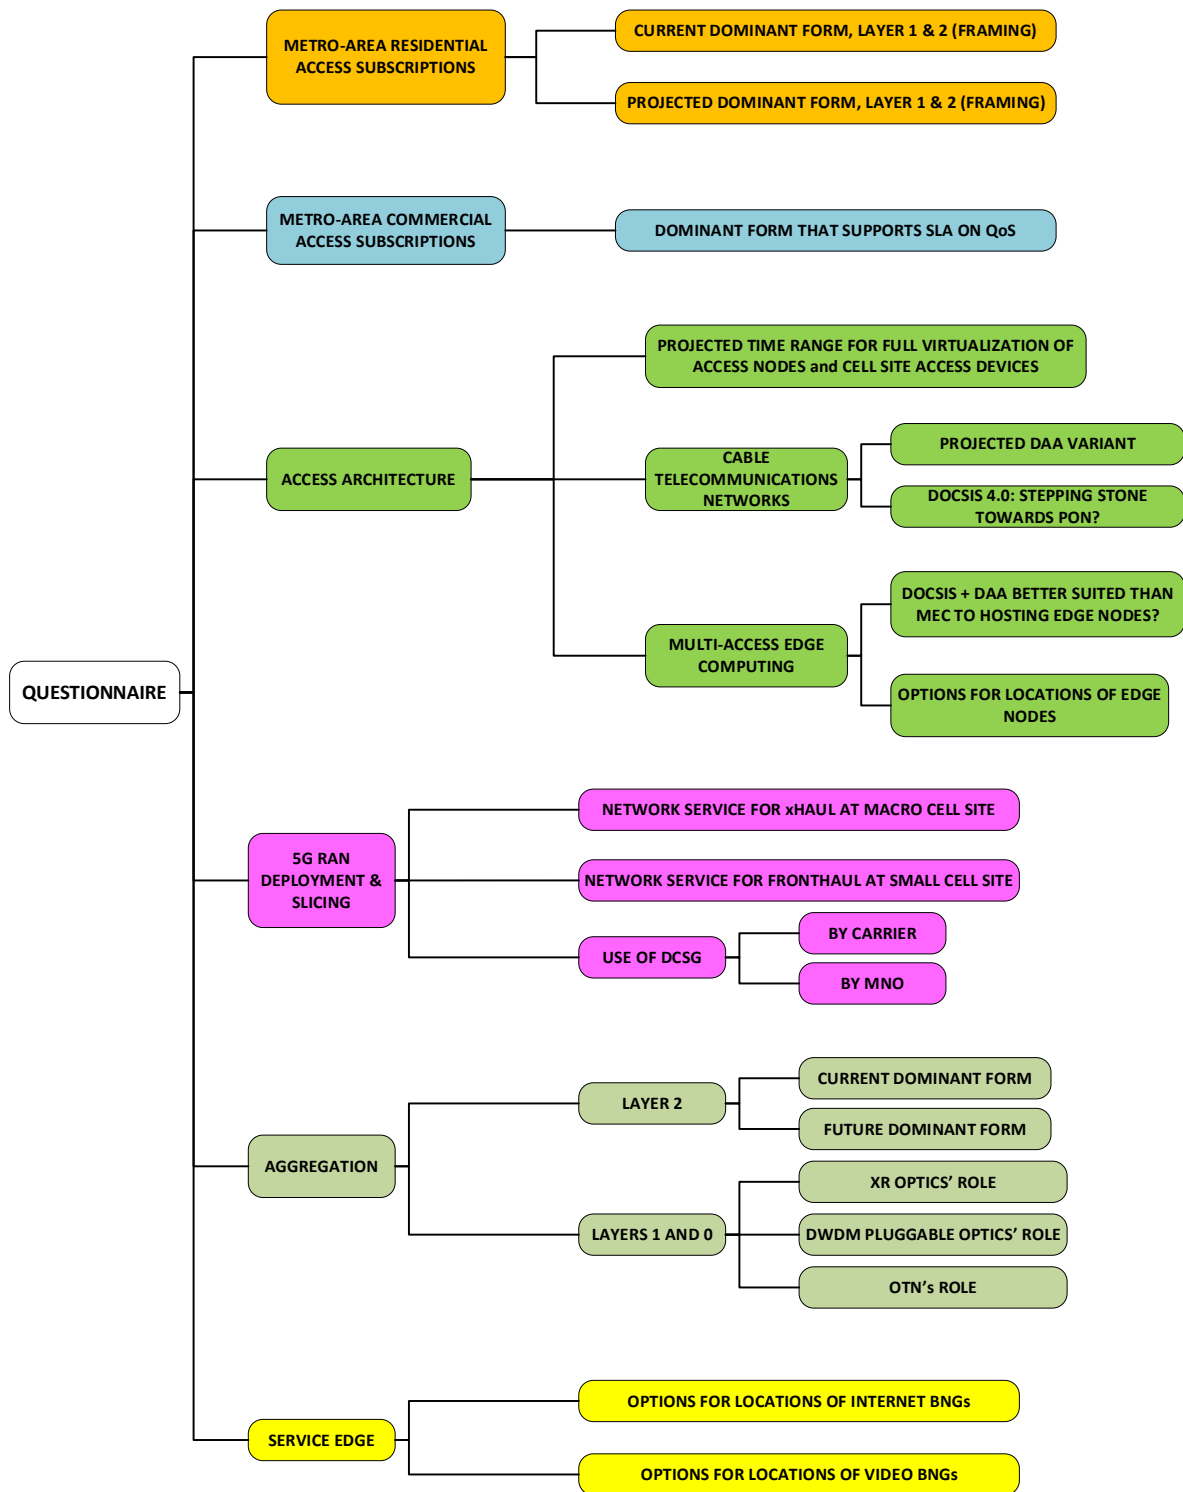 METRO-AREA RESIDENTIAL
ACCESS SUBSCRIPTIONS
CURRENT DOMINANT FORM, LAYER 1 & 2 (FRAMING)
PROJECTED DOMINANT FORM, LAYER 1 & 2 (FRAMING)
METRO-AREA COMMERCIAL
ACCESS SUBSCRIPTIONS
DOMINANT FORM THAT SUPPORTS SLA ON QoS
PROJECTED TIME RANGE FOR FULL VIRTUALIZATION OF
ACCESS NODES and CELL SITE ACCESS DEVICES
ACCESS ARCHITECTURE
CABLE
TELECOMMUNICATIONS
NETWORKS
PROJECTED DAA VARIANT
DOCSIS 4.0: STEPPING STONE
TOWARDS PON?
MULTI-ACCESS EDGE
COMPUTING
DOCSIS + DAA BETTER SUITED THAN
MEC TO HOSTING EDGE NODES?
OPTIONS FOR LOCATIONS OF EDGE
NODES
QUESTIONNAIRE
5G RAN
DEPLOYMENT &
SLICING
NETWORK SERVICE FOR xHAUL AT MACRO CELL SITE
NETWORK SERVICE FOR FRONTHAUL AT SMALL CELL SITE
USE OF DCSG
BY CARRIER
BY MNO
AGGREGATION
LAYER 2
CURRENT DOMINANT FORM
FUTURE DOMINANT FORM
LAYERS 1 AND 0
XR OPTICS’ ROLE
DWDM PLUGGABLE OPTICS’ ROLE
OTN’s ROLE
SERVICE EDGE
OPTIONS FOR LOCATIONS OF INTERNET BNGs
OPTIONS FOR LOCATIONS OF VIDEO BNGs